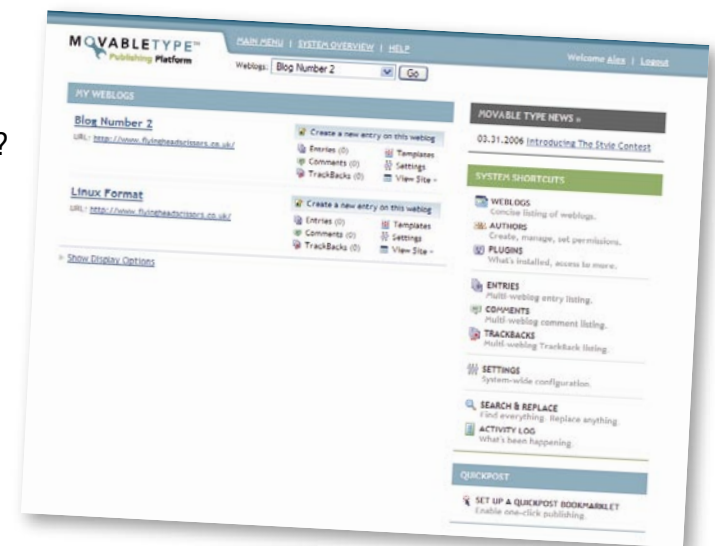 ?
MOVABLETYPE™
Publishing Platform
MAIN MENU | SYSTEM OVERVIEW | HELP
Welcome Alex | Logout
Weblogs: Blog Number 2 Go
MY WEBLOGS
Blog Number 2
URL: http://www.flyingheadscissors.co.uk/
Create a new entry on this weblog
Entries (0) Templates
Comments (0) Settings
TrackBacks (0) View Site
Linux Format
URL: http://www.flyingheadscissors.co.uk/
Create a new entry on this weblog
Entries (0) Templates
Comments (0) Settings
TrackBacks (0) View Site
Show Display Options
MOVABLE TYPE NEWS »
03.31.2006 Introducing The Style Contest
SYSTEM SHORTCUTS
WEBLOGS
Concise listing of weblogs.
AUTHORS
Create, manage, set permissions.
PLUGINS
What's installed, access to more.
ENTRIES
Multi-weblog entry listing.
COMMENTS
Multi-weblog comment listing.
TRACKBACKS
Multi-weblog TrackBack listing.
SETTINGS
System-wide configuration.
SEARCH & REPLACE
Find everything. Replace anything.
ACTIVITY LOG
What's been happening.
QUICKPOST
SET UP A QUICKPOST BOOKMARKLET
Enable one-click publishing.